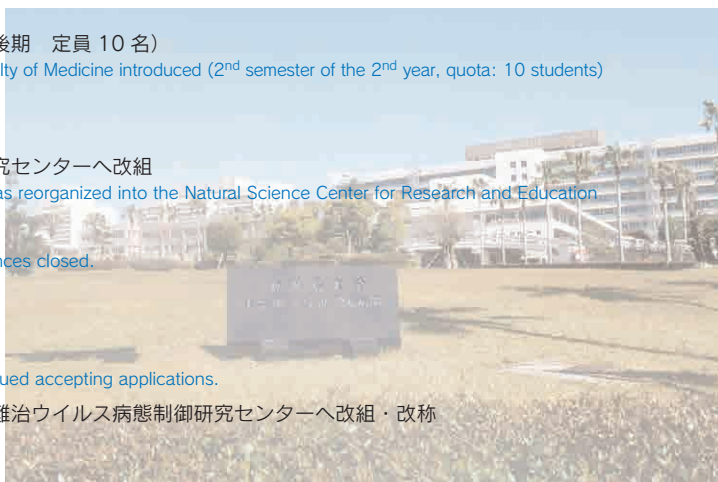 後期　定員 10 名）
lty of Medicine introduced (2nd semester of the 2nd year, quota: 10 students)
究センターへ改組
as reorganized into the Natural Science Center for Research and Education
nces closed.
ued accepting applications.
難治ウイルス病態制御研究センターへ改組・改称